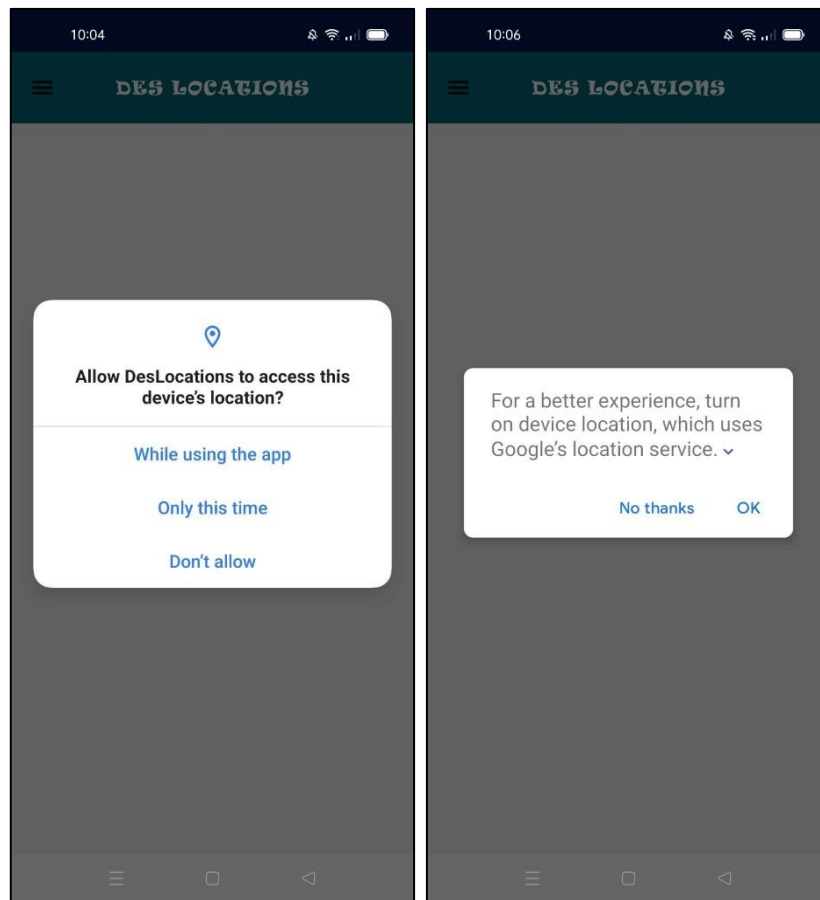 10:04
DES LOCATIONS
Allow DesLocations to access this
device's location?
While using the app
Only this time
Don't allow
10:06
DES LOCATIONS
For a better experience, turn
on device location, which uses
Google's location service.
No thanks
OK